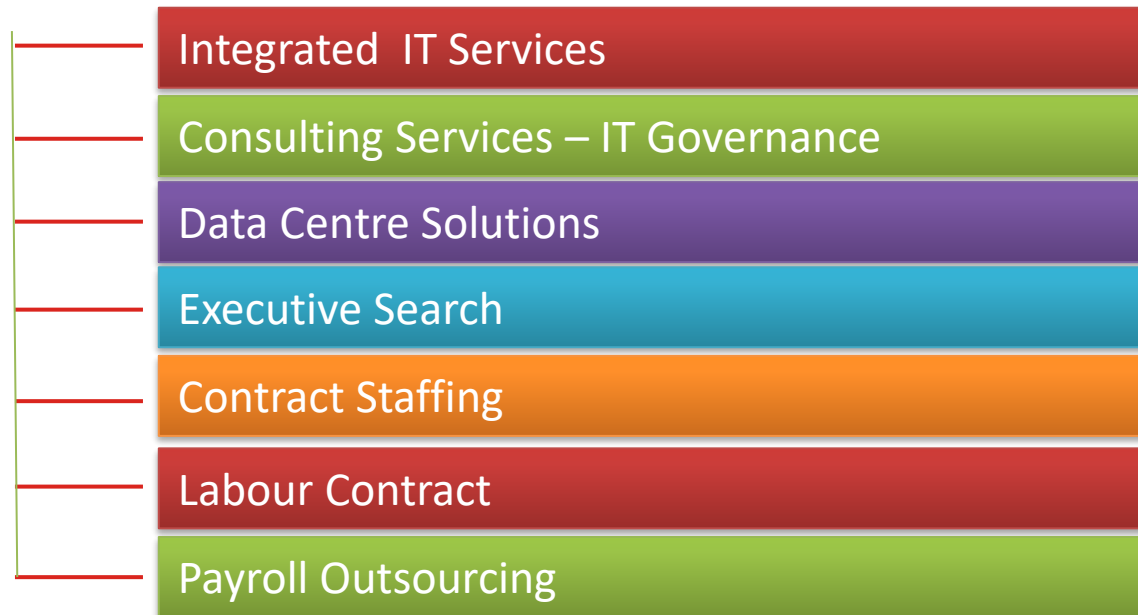 Integrated  IT Services
Consulting Services – IT Governance
Data Centre Solutions
Executive Search
Contract Staffing
Labour Contract
Payroll Outsourcing